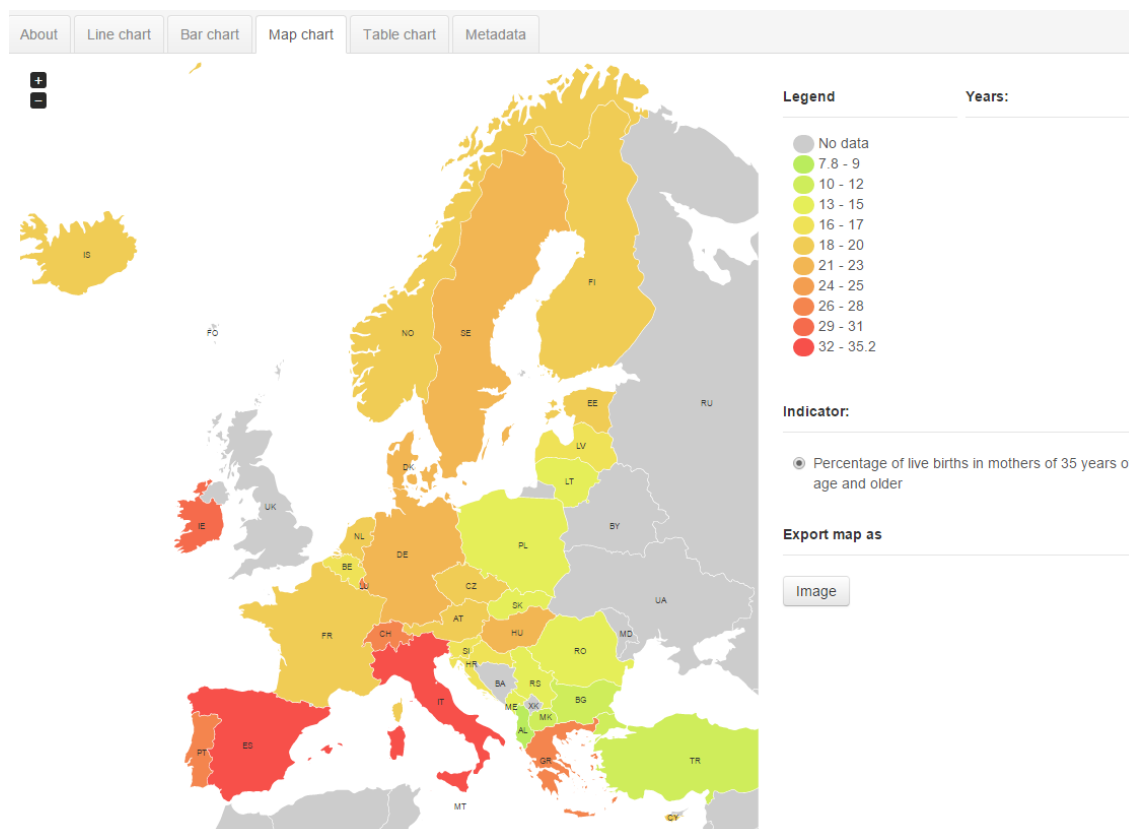 About
Line chart
Bar chart
Map chart
Table chart
Metadata
+
−
Legend
Years:
No data
7.8 - 9
10 - 12
13 - 15
16 - 17
18 - 20
21 - 23
24 - 25
26 - 28
29 - 31
32 - 35.2
Indicator:
Percentage of live births in mothers of 35 years o
age and older
Export map as
Image
IS
FO
NO
SE
FI
RU
EE
LV
LT
DK
IE
UK
NL
BE
LU
DE
PL
BY
UA
CZ
SK
AT
HU
MD
FR
CH
SI
HR
RO
BA
RS
ME
XK
BG
MK
AL
IT
PT
ES
GR
TR
MT
CY